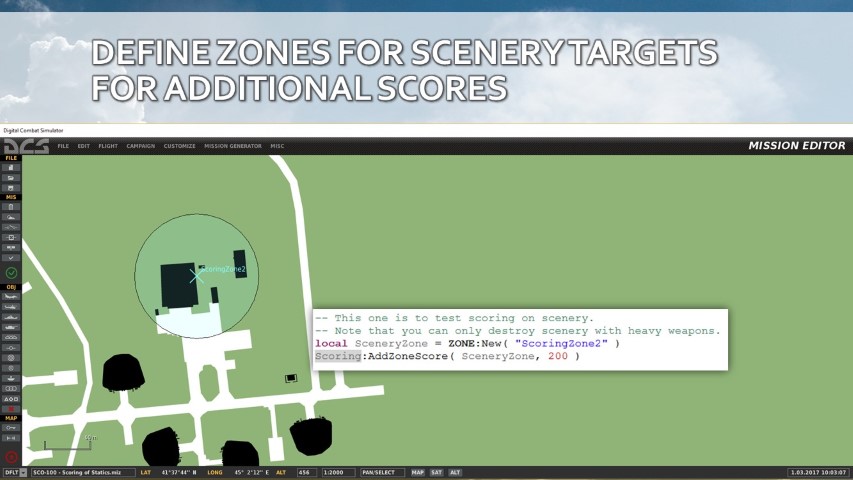 DEFINE ZONES FOR SCENERY TARGETS
FOR ADDITIONAL SCORES
Digital Combat Simulator
DCS FILE EDIT FLIGHT CAMPAIGN CUSTOMIZE MISSION GENERATOR MISC MISSION EDITOR
FILE
MIS
OBJ
MAP
ScoringZone2
-- This one is to test scoring on scenery.
-- Note that you can only destroy scenery with heavy weapons.
local SceneryZone = ZONE:New( "ScoringZone2" )
Scoring:AddZoneScore( SceneryZone, 200 )
DFLT SCO-100 - Scoring of Statics.miz LAT 41°37'44" N LONG 45° 2'12" E ALT 456 1:2000 PAN/SELECT MAP SAT ALT 1.03.2017 10:03:07